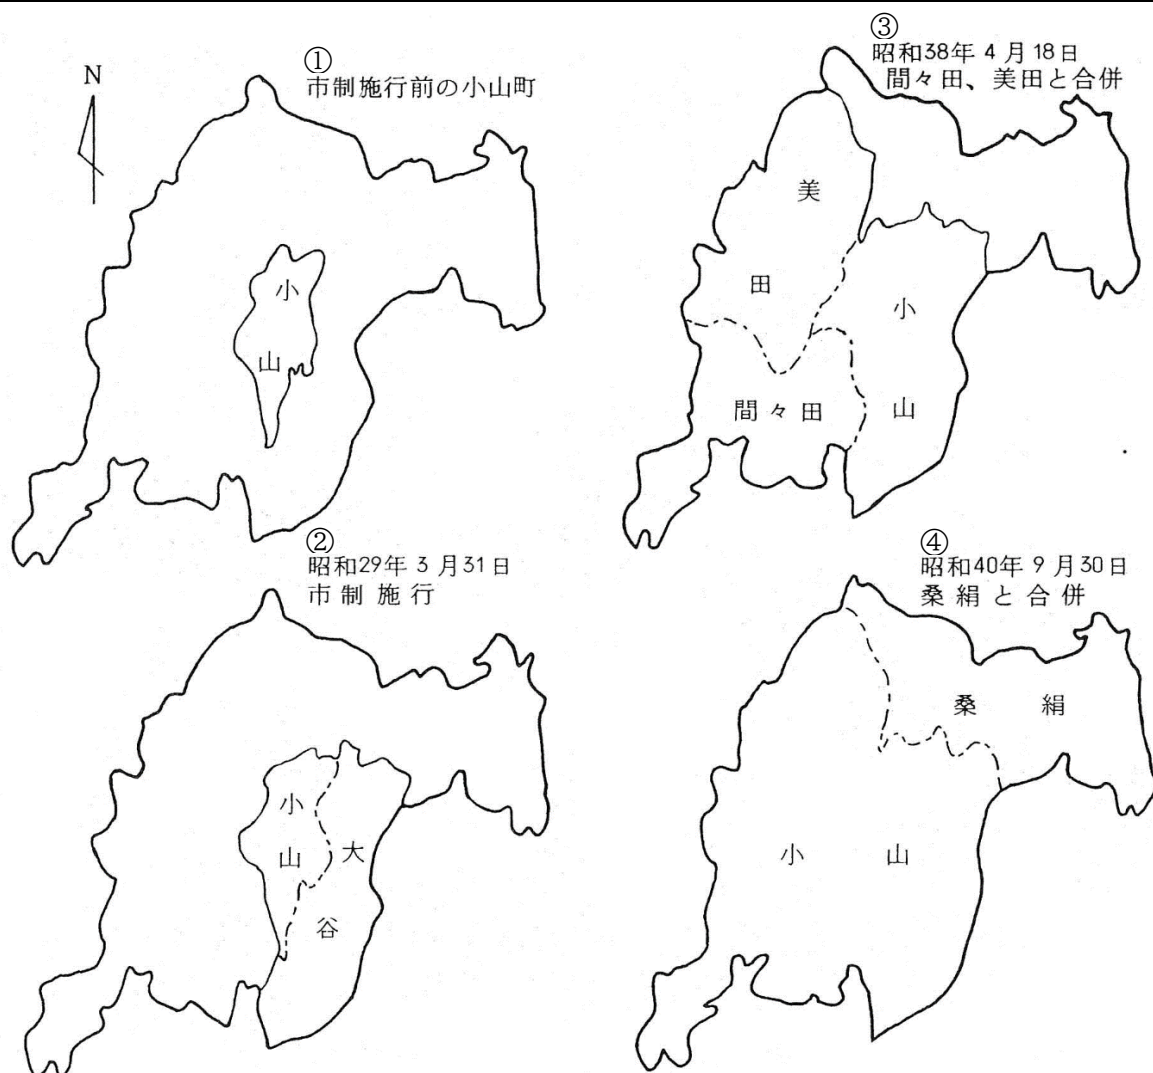 N
①
市制施行前の小山町
小
山
②
昭和29年3月31日
市制施行
小
山
大
谷
③
昭和38年4月18日
間々田、美田と合併
美
田
小
山
間々田
④
昭和40年9月30日
桑絹と合併
桑絹
小山